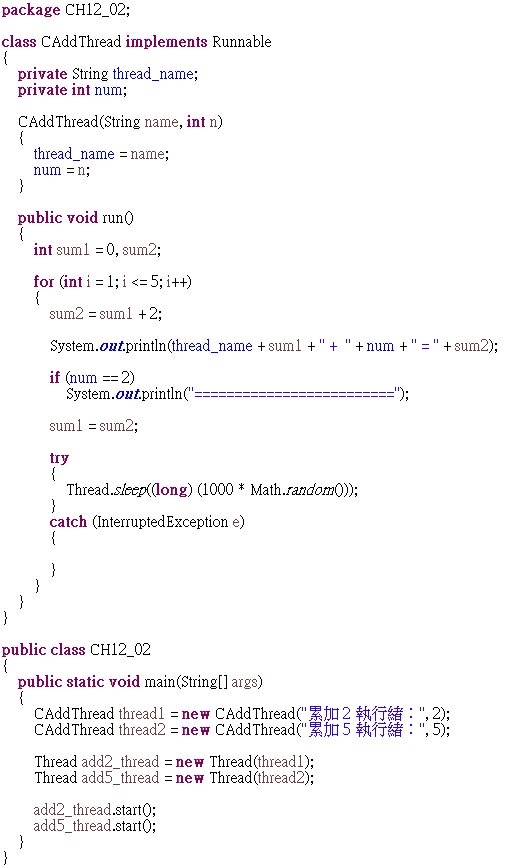 package CH12_02;

class CAddThread implements Runnable
{
    private String thread_name;
    private int num;

    CAddThread(String name, int n)
    {
        thread_name = name;
        num = n;
    }

    public void run()
    {
        int sum1 = 0, sum2;

        for (int i = 1; i <= 5; i++)
        {
            sum2 = sum1 + 2;

            System.out.println(thread_name + sum1 + " +  " + num + " = " + sum2);

            if (num == 2)
                System.out.println("=========================");

            sum1 = sum2;

            try
            {
                Thread.sleep((long) (1000 * Math.random()));
            }
            catch (InterruptedException e)
            {

            }
        }
    }
}

public class CH12_02
{
    public static void main(String[] args)
    {
        CAddThread thread1 = new CAddThread("累加 2 執行緒：", 2);
        CAddThread thread2 = new CAddThread("累加 5 執行緒：", 5);

        Thread add2_thread = new Thread(thread1);
        Thread add5_thread = new Thread(thread2);

        add2_thread.start();
        add5_thread.start();
    }
}